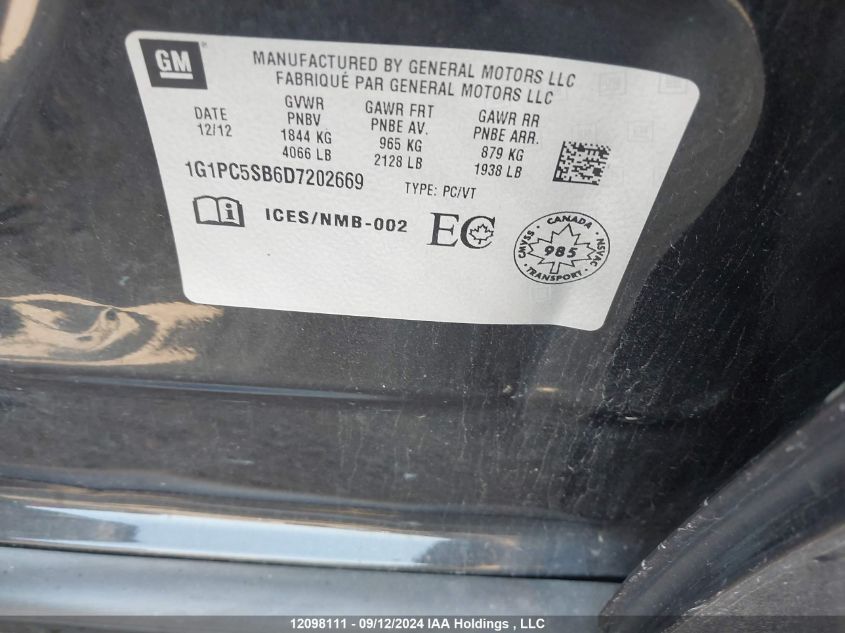 GM
MANUFACTURED BY GENERAL MOTORS LLC
FABRIQUÉ PAR GENERAL MOTORS LLC
DATE
12/12
GVWR
PNBV
1844 KG
4066 LB
GAWR FRT
PNBE AV.
965 KG
2128 LB
GAWR RR
PNBE ARR.
879 KG
1938 LB
1G1PC5SB6D7202669
TYPE: PC/VT
i ICES/NMB-002 EC
CANADA
CMVSS 985 NSVAC
TRANSPORT
12098111 - 09/12/2024 IAA Holdings , LLC